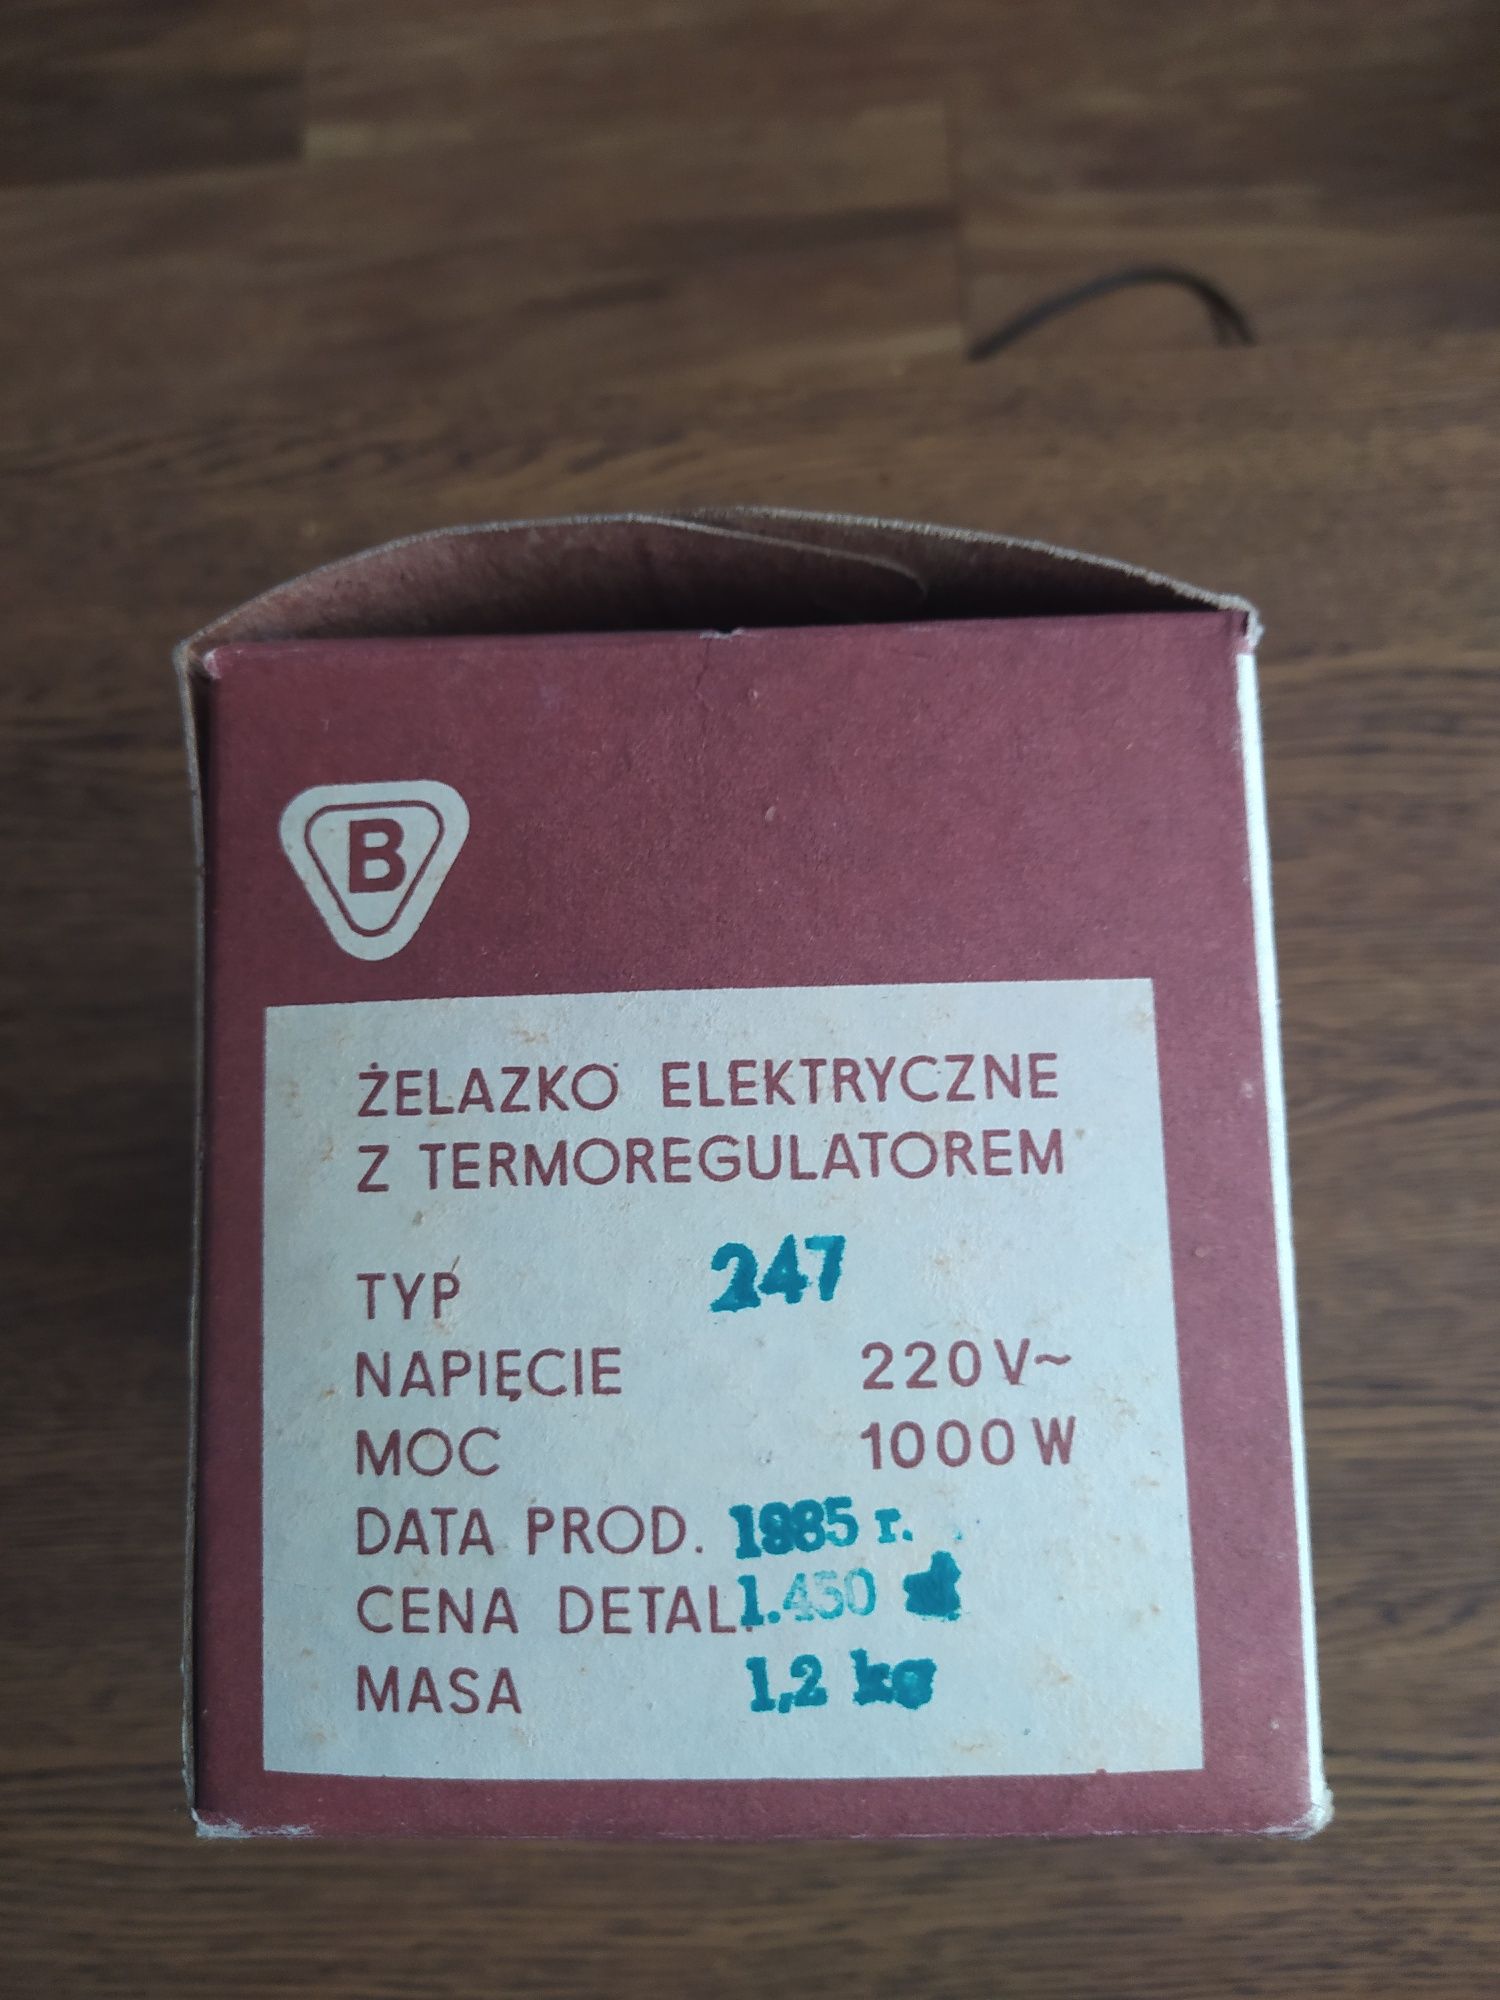 B
ŻELAZKO ELEKTRYCZNE
Z TERMOREGULATOREM
TYP 247
NAPIĘCIE 220 V~
MOC 1000 W
DATA PROD. 1985 r.
CENA DETAL. 1.450
MASA 1,2 kg